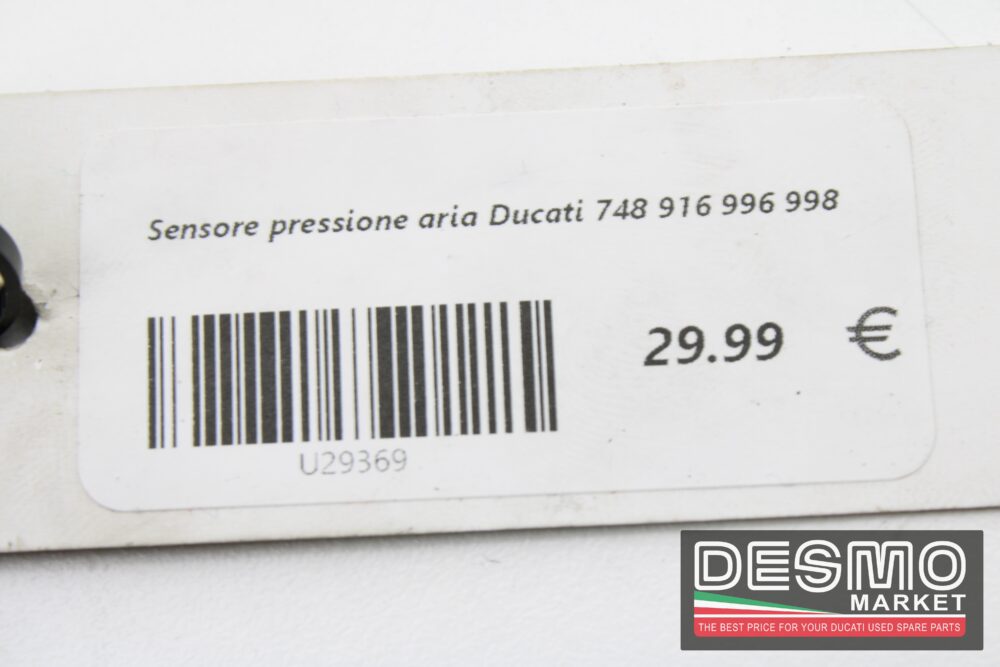 Sensore pressione aria Ducati 748 916 996 998
29.99 €
U29369
DESMO
MARKET
THE BEST PRICE FOR YOUR DUCATI USED SPARE PARTS